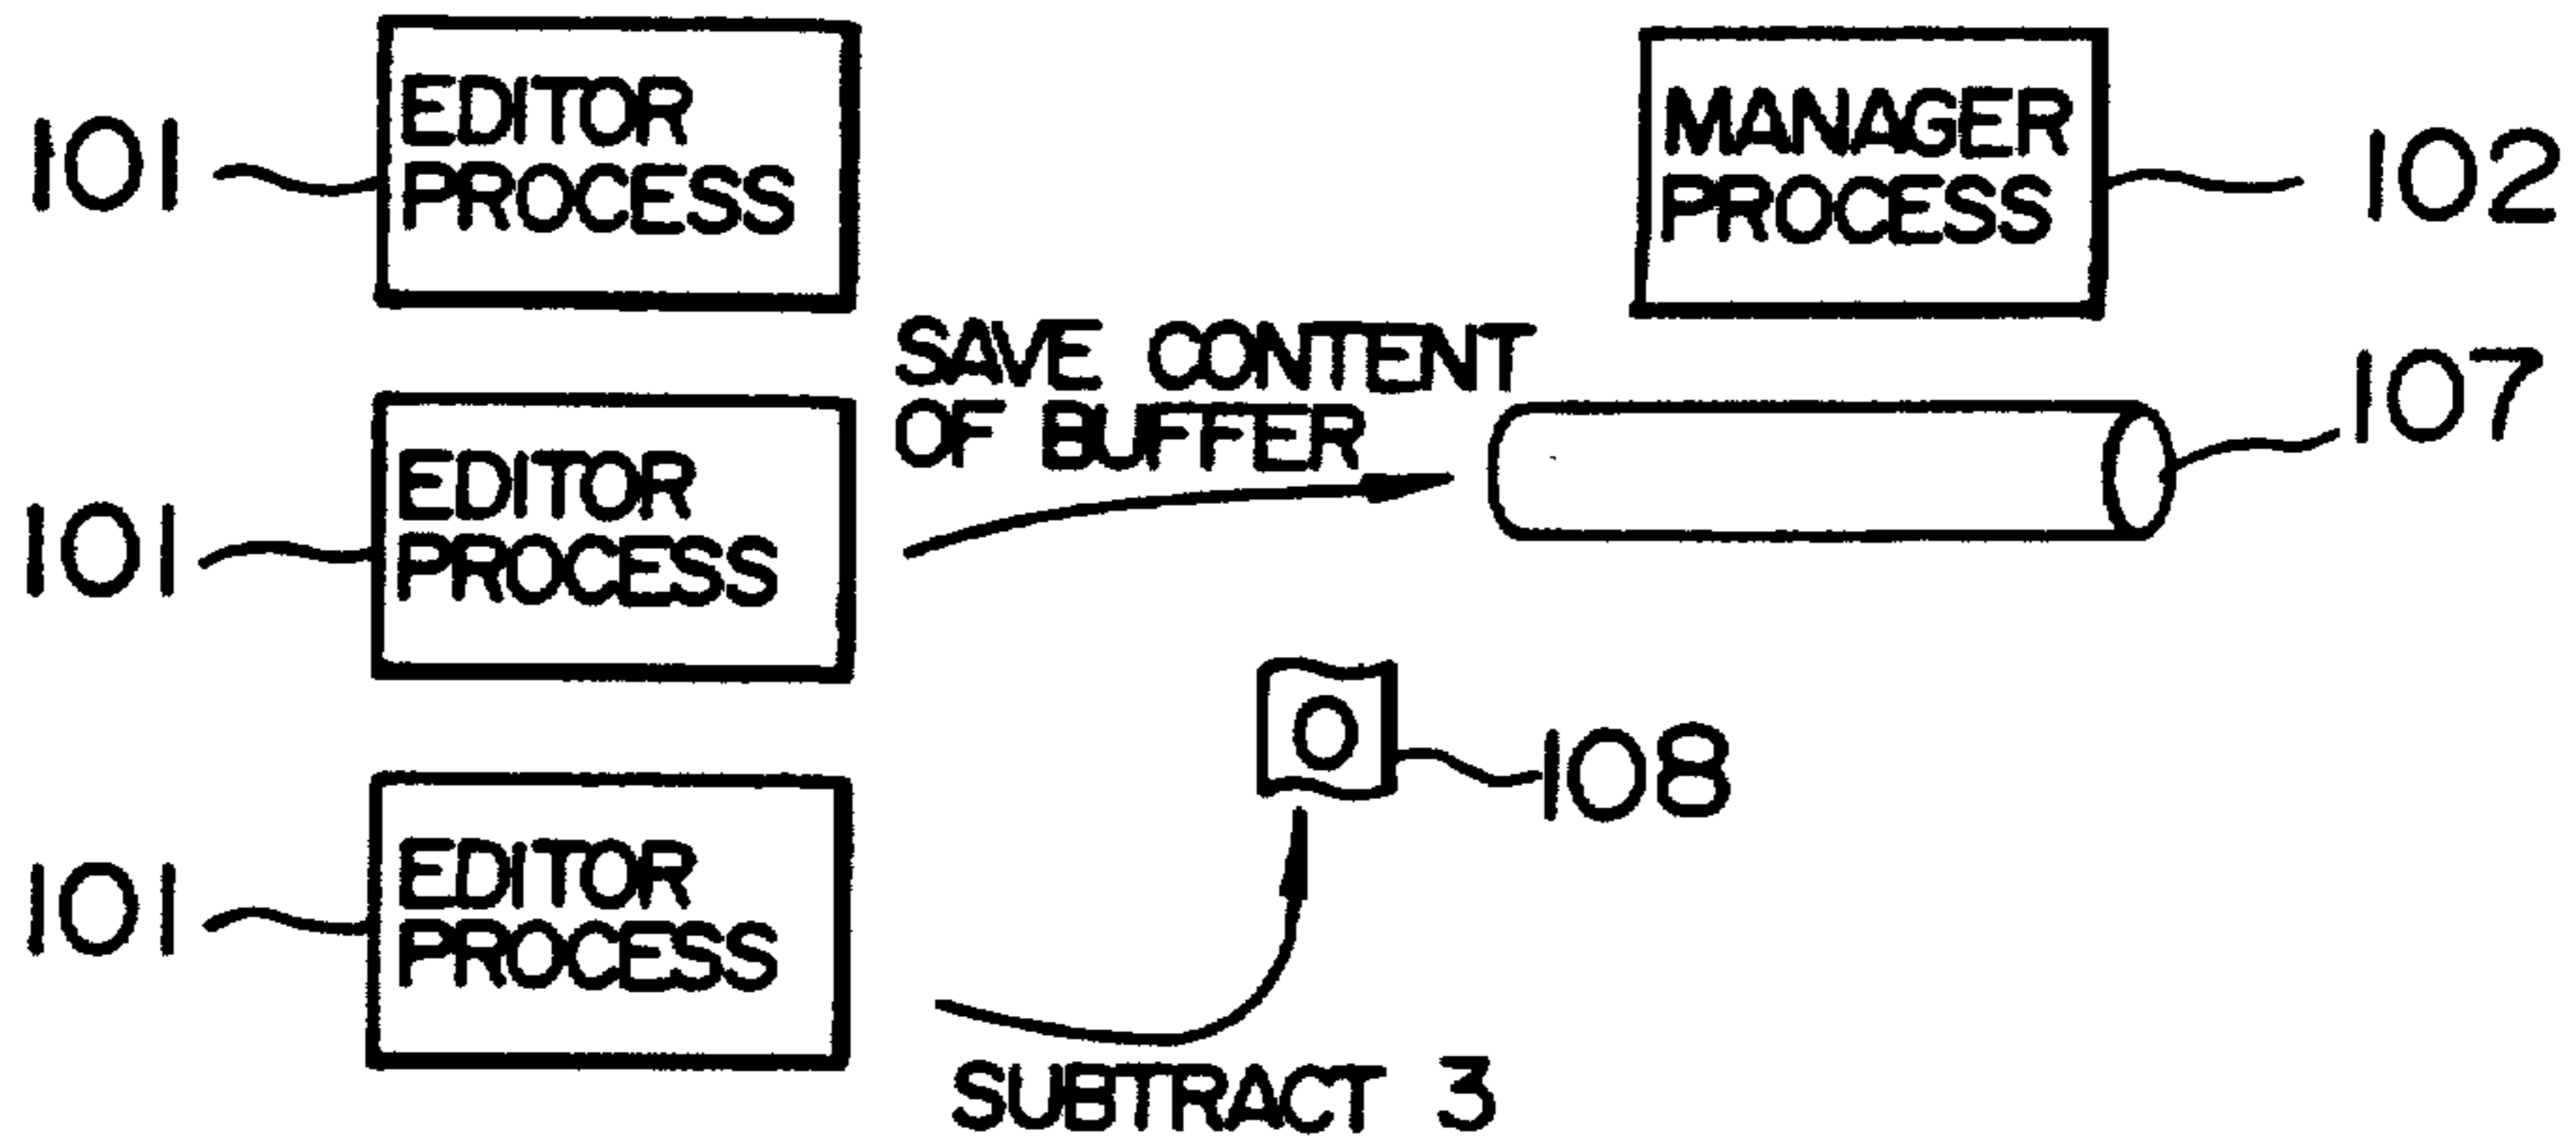 101
EDITOR
PROCESS
MANAGER
PROCESS
102
SAVE CONTENT
OF BUFFER
107
101
EDITOR
PROCESS
0
108
101
EDITOR
PROCESS
SUBTRACT 3